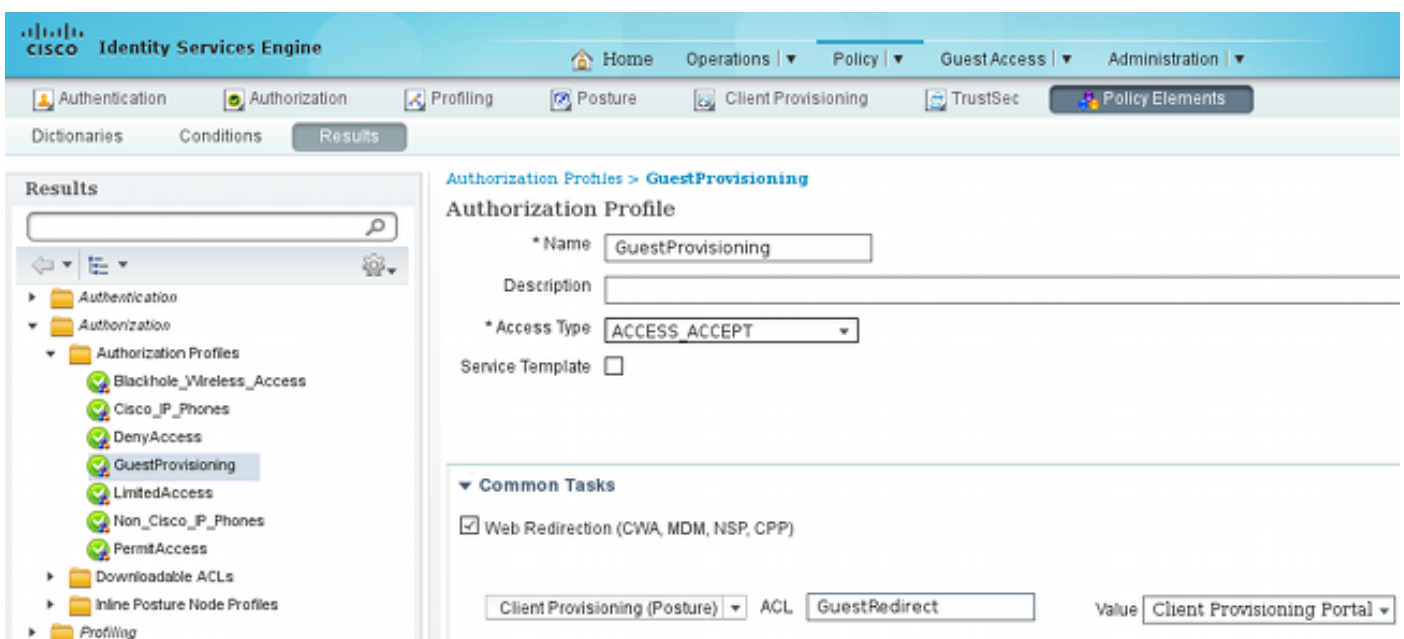 CISCO Identity Services Engine
Home Operations Policy Guest Access Administration
Authentication Authorization Profiling Posture Client Provisioning TrustSec Policy Elements
Dictionaries Conditions Results
Results
Authentication
Authorization
Authorization Profiles
Blackhole_Wireless_Access
Cisco_IP_Phones
DenyAccess
GuestProvisioning
LimitedAccess
Non_Cisco_IP_Phones
PermitAccess
Downloadable ACLs
Inline Posture Node Profiles
Profiling
Authorization Profiles > GuestProvisioning
Authorization Profile
* Name GuestProvisioning
Description
* Access Type ACCESS_ACCEPT
Service Template
Common Tasks
Web Redirection (CWA, MDM, NSP, CPP)
Client Provisioning (Posture) ACL GuestRedirect Value Client Provisioning Portal